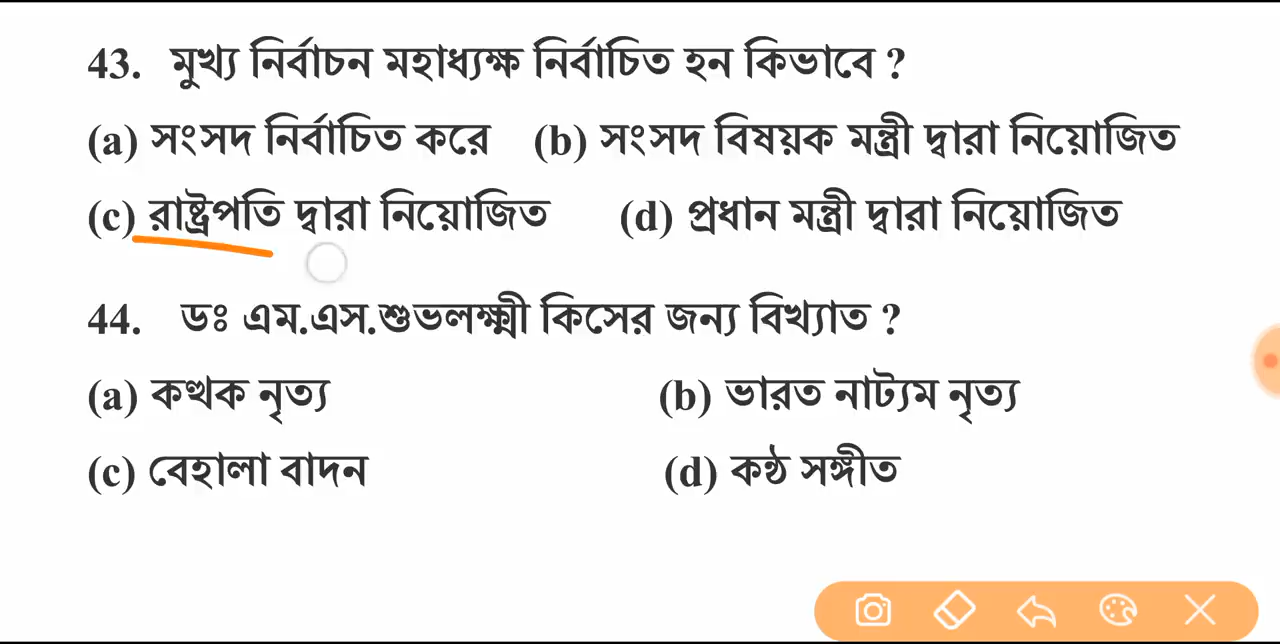 43. মুখ্য নির্বাচন মহাধ্যক্ষ নির্বাচিত হন কিভাবে ?
(a) সংসদ নির্বাচিত করে (b) সংসদ বিষয়ক মন্ত্রী দ্বারা নিয়োজিত
(c) রাষ্ট্রপতি দ্বারা নিয়োজিত (d) প্রধান মন্ত্রী দ্বারা নিয়োজিত
44. ডঃ এম.এস.শুভলক্ষ্মী কিসের জন্য বিখ্যাত ?
(a) কত্থক নৃত্য (b) ভারত নাট্যম নৃত্য
(c) বেহালা বাদন (d) কন্ঠ সঙ্গীত